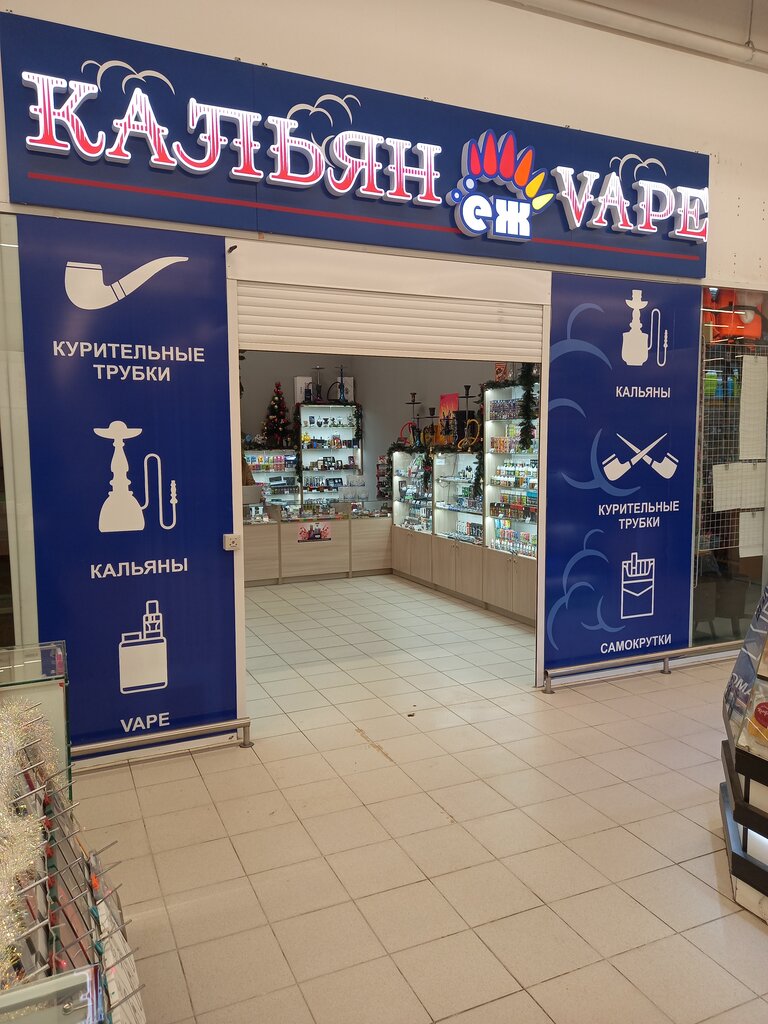 КАЛЬЯН ёж VAPE
КУРИТЕЛЬНЫЕ
ТРУБКИ
КАЛЬЯНЫ
VAPE
КАЛЬЯНЫ
КУРИТЕЛЬНЫЕ
ТРУБКИ
САМОКРУТКИ